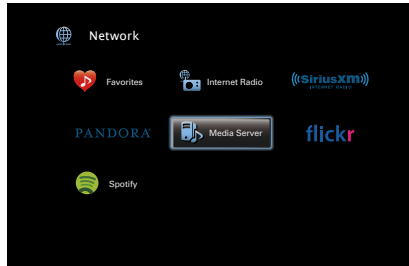 Network
Favorites
Internet Radio
((SiriusXM))
INTERNET RADIO
PANDORA
Media Server
flickr
Spotify